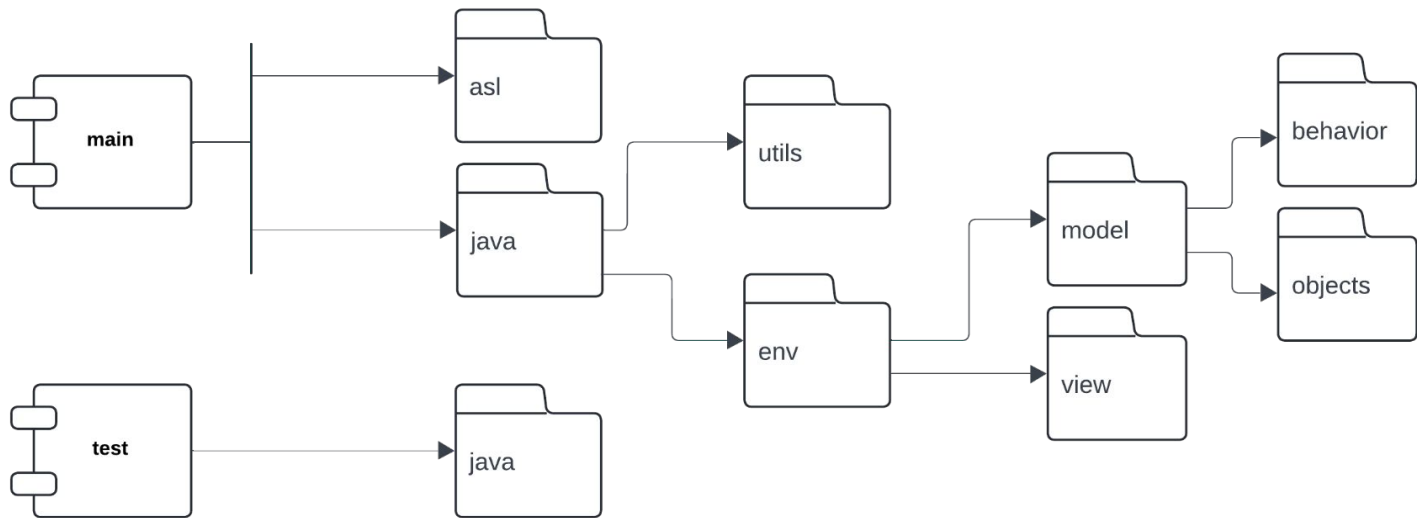 main
asl
java
utils
env
model
view
behavior
objects
test
java